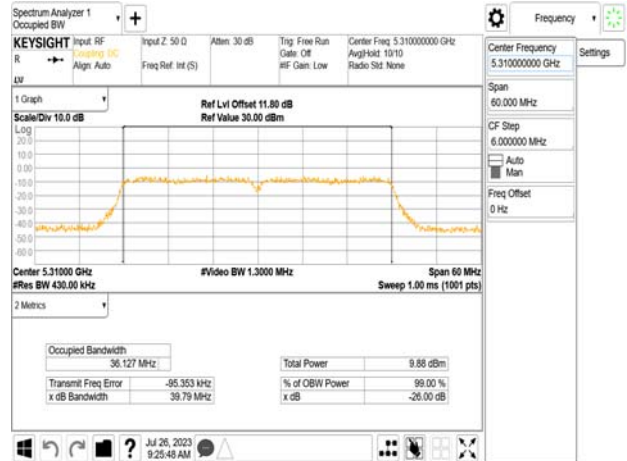 Spectrum Analyzer 1
Occupied BW
Frequency
KEYSIGHT
R
Input: RF
Coupling: DC
Align: Auto
Input Z: 50 Ω
Freq Ref: Int (S)
Atten: 30 dB
Trig: Free Run
Gate: Off
#IF Gain: Low
Center Freq: 5.310000000 GHz
Avg|Hold: 10/10
Radio Std: None
Center Frequency
5.310000000 GHz
Settings
Span
60.000 MHz
CF Step
6.000000 MHz
Auto
Man
Freq Offset
0 Hz
1 Graph
Scale/Div 10.0 dB
Ref Lvl Offset 11.80 dB
Ref Value 30.00 dBm
Log
20.0
10.0
0.00
-10.0
-20.0
-30.0
-40.0
-50.0
-60.0
Center 5.31000 GHz
#Res BW 430.00 kHz
#Video BW 1.3000 MHz
Span 60 MHz
Sweep 1.00 ms (1001 pts)
2 Metrics
Occupied Bandwidth
36.127 MHz
Transmit Freq Error -95.353 kHz
x dB Bandwidth 39.79 MHz
Total Power 9.88 dBm
% of OBW Power 99.00 %
x dB -26.00 dB
?
Jul 26, 2023
9:25:48 AM